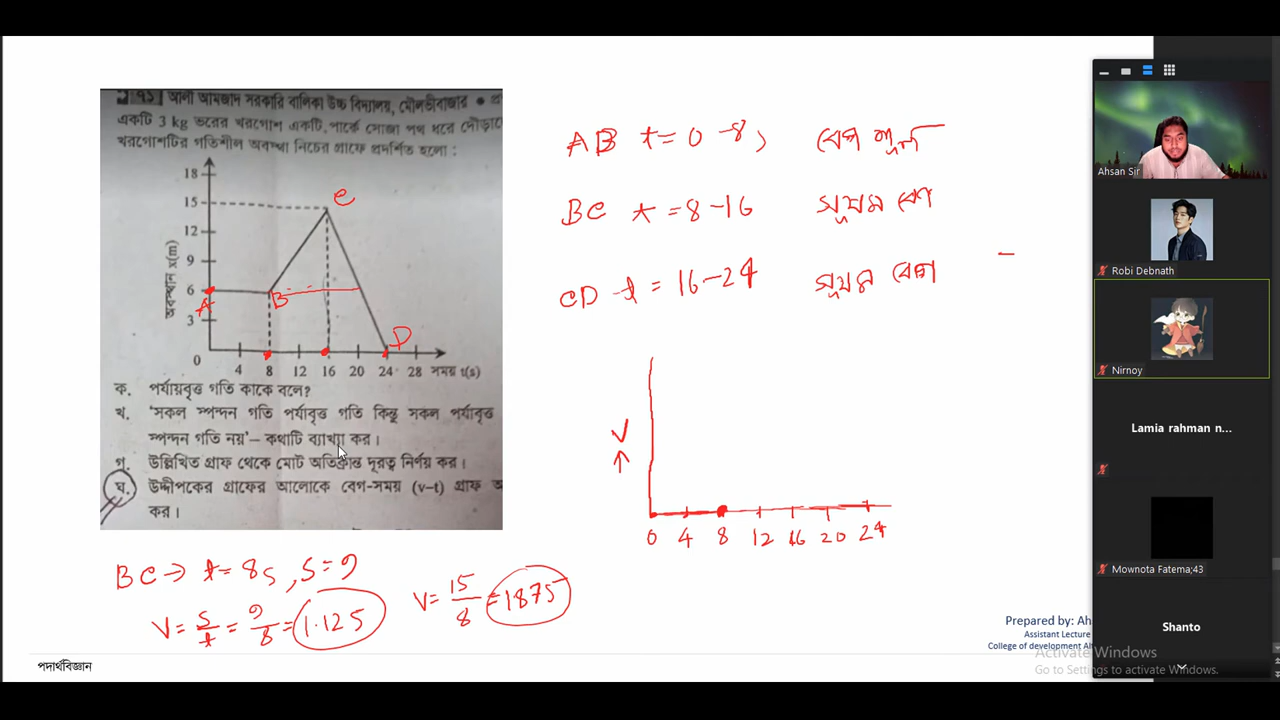 ৭১ আলী আমজাদ সরকারি বালিকা উচ্চ বিদ্যালয়, মৌলভীবাজার ●
একটি 3 kg ভরের খরগোশ একটি পার্কে সোজা পথ ধরে
খরগোশটির গতিশীল অবস্থা নিচের গ্রাফে প্রদর্শিত হলো :
18
15
12
9
6
3
0
অবস্থান x(m)
4 8 12 16 20 24 28 সময় t(s)
A
B
C
D
ক. পর্যায়বৃত্ত গতি কাকে বলে?
খ. 'সকল স্পন্দন গতি পর্যাবৃত্ত গতি কিন্তু সকল পর্যাবৃত্ত
স্পন্দন গতি নয়'– কথাটি ব্যাখ্যা কর।
গ. উল্লিখিত গ্রাফ থেকে মোট অতিক্রান্ত দূরত্ব নির্ণয় কর।
ঘ. উদ্দীপকের গ্রাফের আলোকে বেগ-সময় (v–t) গ্রাফ
কর।
AB t = 0 - 8,
BC t = 8 - 16 সুষম বেগ
CD t = 16 - 24 সুষম বেগ
V
↑
0 4 8 12 16 20 24
BC ⇒ t = 8s, S = 9
V = s/t = 9/8 = 1.125
V = 15/8 = 1875
Prepared by: Ah
Assistant Lecture
College of development Al
Activate Windows
Go to Settings to activate Windows.
পদার্থবিজ্ঞান
Ahsan Sir
Robi Debnath
Nirnoy
Lamia rahman n...
Mownota Fatema;43
Shanto